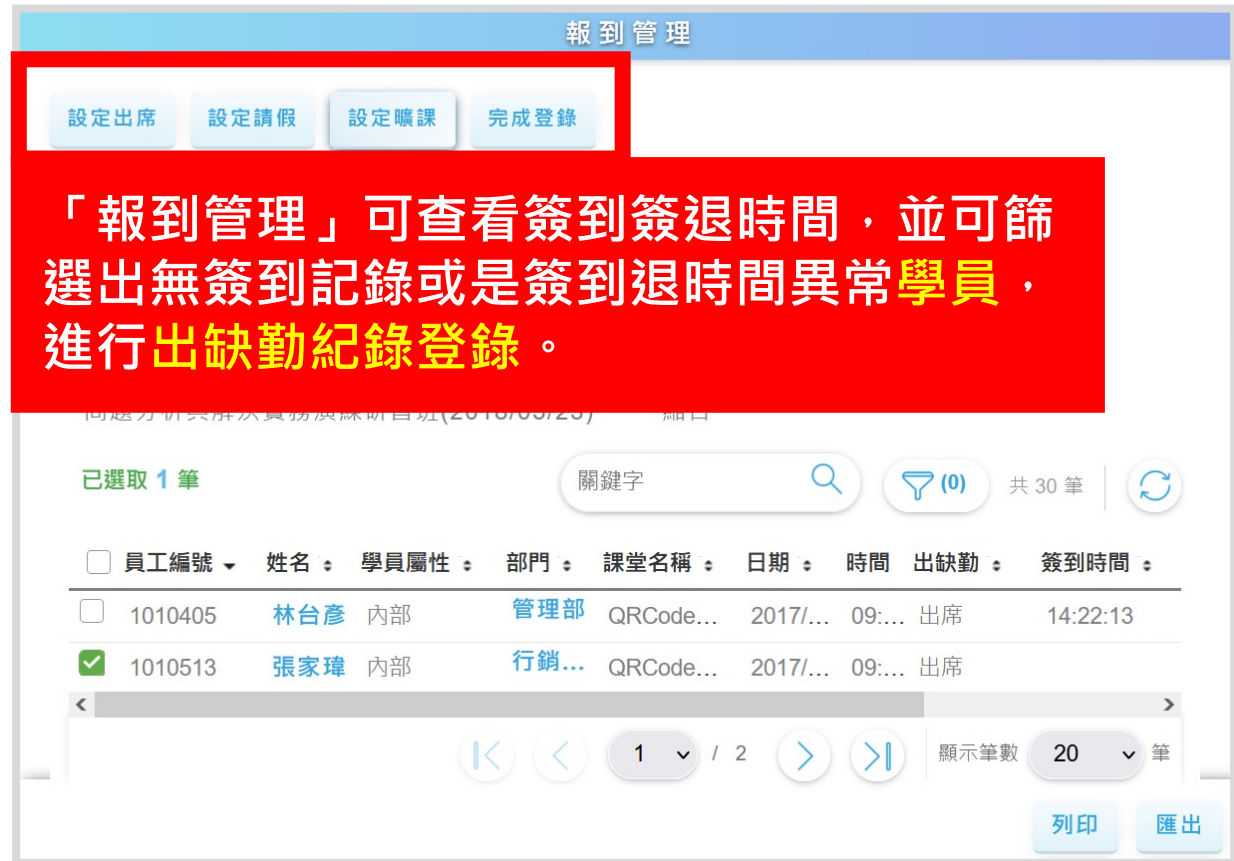 報到管理
設定出席 設定請假 設定曠課 完成登錄
「報到管理」可查看簽到簽退時間，並可篩
選出無簽到記錄或是簽到退時間異常學員，
進行出缺勤紀錄登錄。
已選取 1 筆 關鍵字 (0) 共 30 筆
員工編號 姓名 學員屬性 部門 課堂名稱 日期 時間 出缺勤 簽到時間
1010405 林台彥 內部 管理部 QRCode... 2017/... 09:... 出席 14:22:13
1010513 張家瑋 內部 行銷... QRCode... 2017/... 09:... 出席
1 / 2 顯示筆數 20 筆
列印 匯出